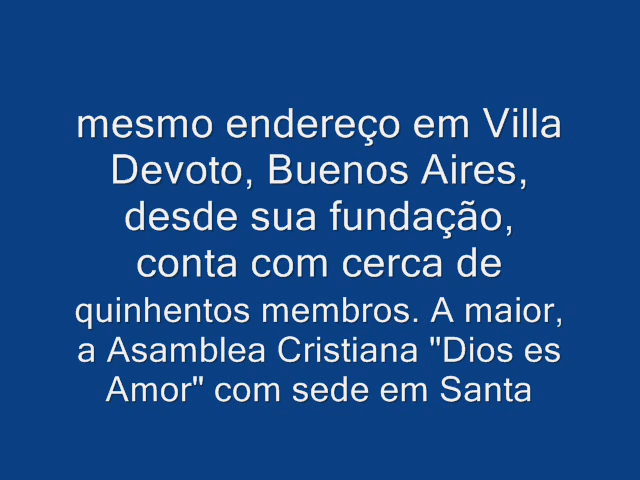 mesmo endereço em Villa
Devoto, Buenos Aires,
desde sua fundação,
conta com cerca de
quinhentos membros. A maior,
a Asamblea Cristiana "Dios es
Amor" com sede em Santa